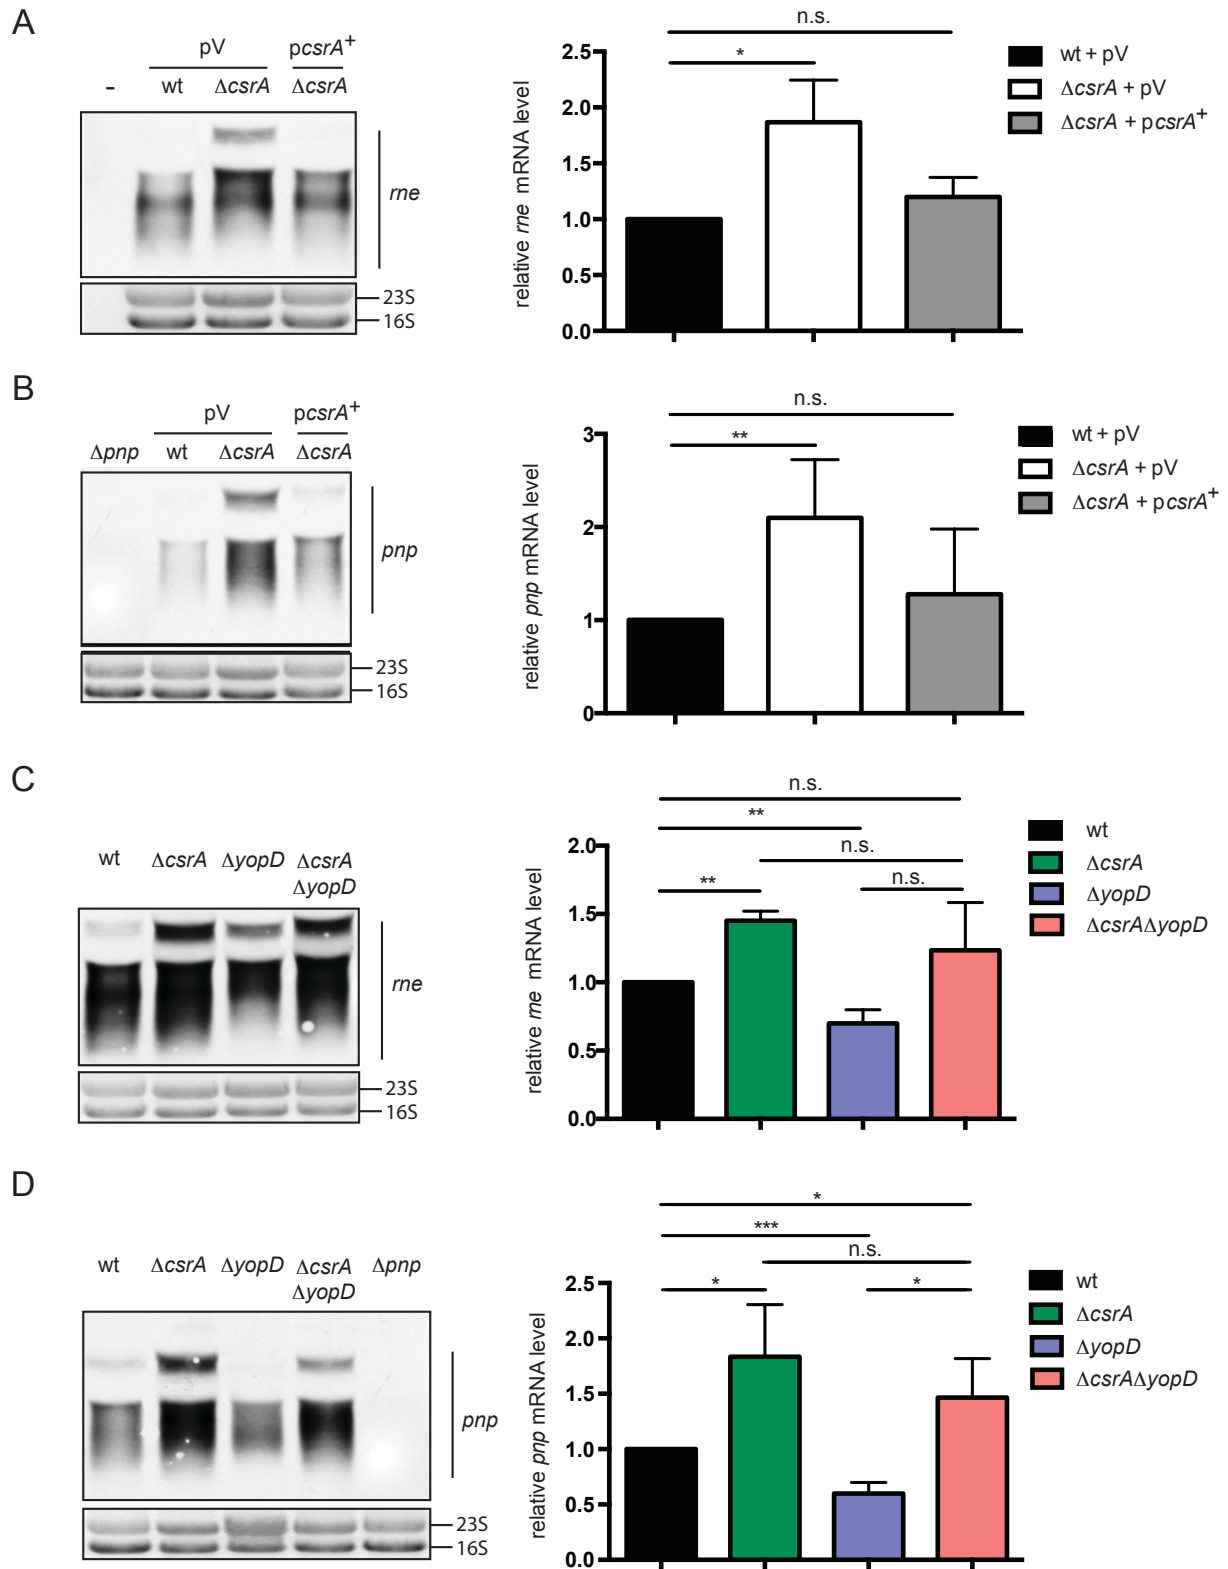 A
pV
pcsrA+
-
wt
ΔcsrA
ΔcsrA
rne
23S
16S
relative rne mRNA level
2.5
2.0
1.5
1.0
0.5
0.0
n.s.
*
wt + pV
ΔcsrA + pV
ΔcsrA + pcsrA+
B
pV
pcsrA+
Δpnp
wt
ΔcsrA
ΔcsrA
pnp
23S
16S
relative pnp mRNA level
3
2
1
0
n.s.
**
wt + pV
ΔcsrA + pV
ΔcsrA + pcsrA+
C
wt
ΔcsrA
ΔyopD
ΔcsrA
ΔyopD
rne
23S
16S
relative rne mRNA level
2.0
1.5
1.0
0.5
0.0
n.s.
**
n.s.
**
n.s.
wt
ΔcsrA
ΔyopD
ΔcsrAΔyopD
D
wt
ΔcsrA
ΔyopD
ΔcsrA
ΔyopD
Δpnp
pnp
23S
16S
relative pnp mRNA level
2.5
2.0
1.5
1.0
0.5
0.0
*
***
n.s.
*
*
wt
ΔcsrA
ΔyopD
ΔcsrAΔyopD